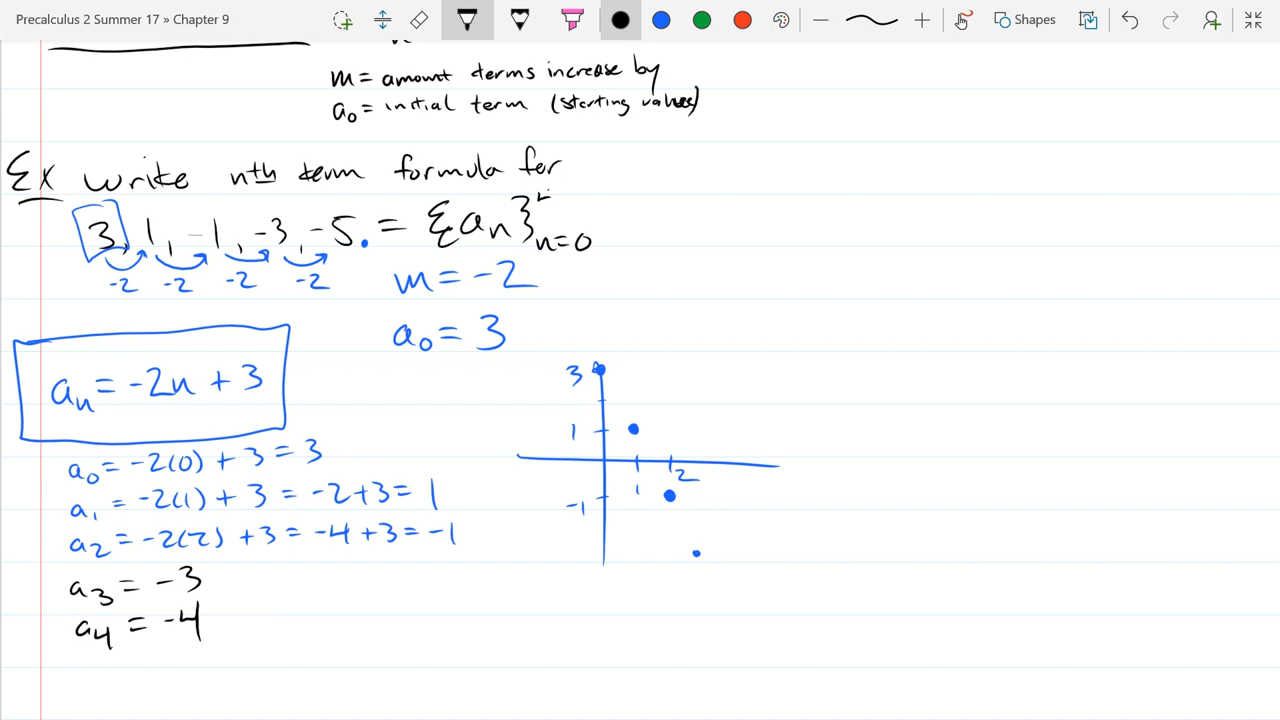 Precalculus 2 Summer 17 » Chapter 9
Shapes
m = amount terms increase by
a₀ = initial term (starting values)
Ex Write nth term formula for
3, 1, -1, -3, -5. = {aₙ} n=0
-2 -2 -2 -2
m = -2
a₀ = 3
aₙ = -2n + 3
a₀ = -2(0) + 3 = 3
a₁ = -2(1) + 3 = -2+3 = 1
a₂ = -2(2) + 3 = -4+3 = -1
a₃ = -3
a₄ = -4
3
1
2
1
-1